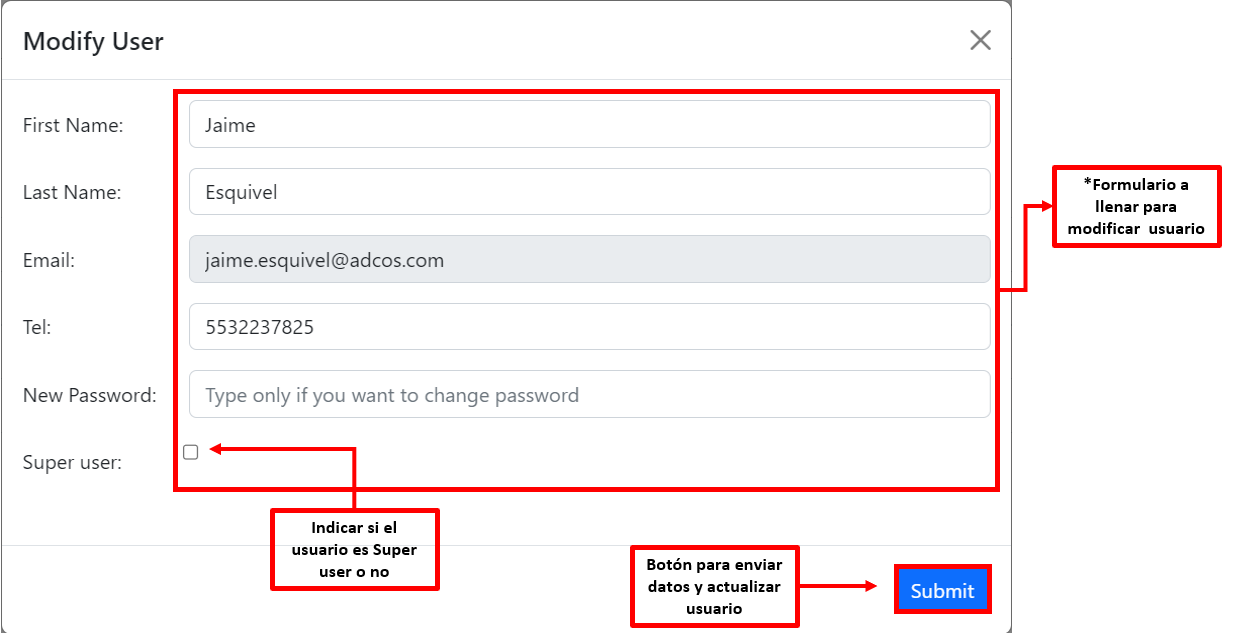 Modify User
First Name:
Jaime
Last Name:
Esquivel
Email:
jaime.esquivel@adcos.com
Tel:
5532237825
New Password:
Type only if you want to change password
Super user:
*Formulario a
llenar para
modificar usuario
Indicar si el
usuario es Super
user o no
Botón para enviar
datos y actualizar
usuario
Submit